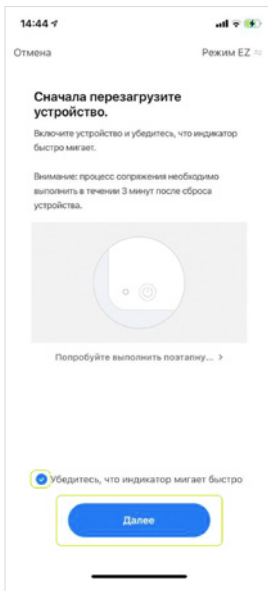 14:44
Отмена
Режим EZ
Сначала перезагрузите
устройство.
Включите устройство и убедитесь, что индикатор
быстро мигает.
Внимание: процесс сопряжения необходимо
выполнить в течении 3 минут после сброса
устройства.
Попробуйте выполнить поэтапну... >
Убедитесь, что индикатор мигает быстро
Далее